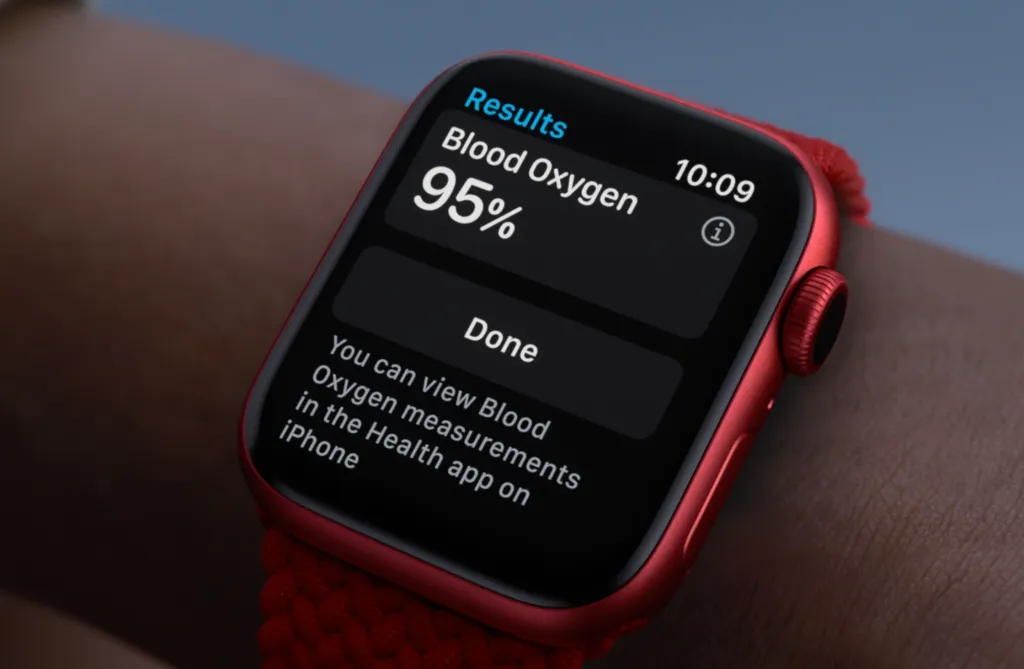 Results
10:09
Blood Oxygen
95%
Done
You can view Blood
Oxygen measurements
in the Health app on
iPhone